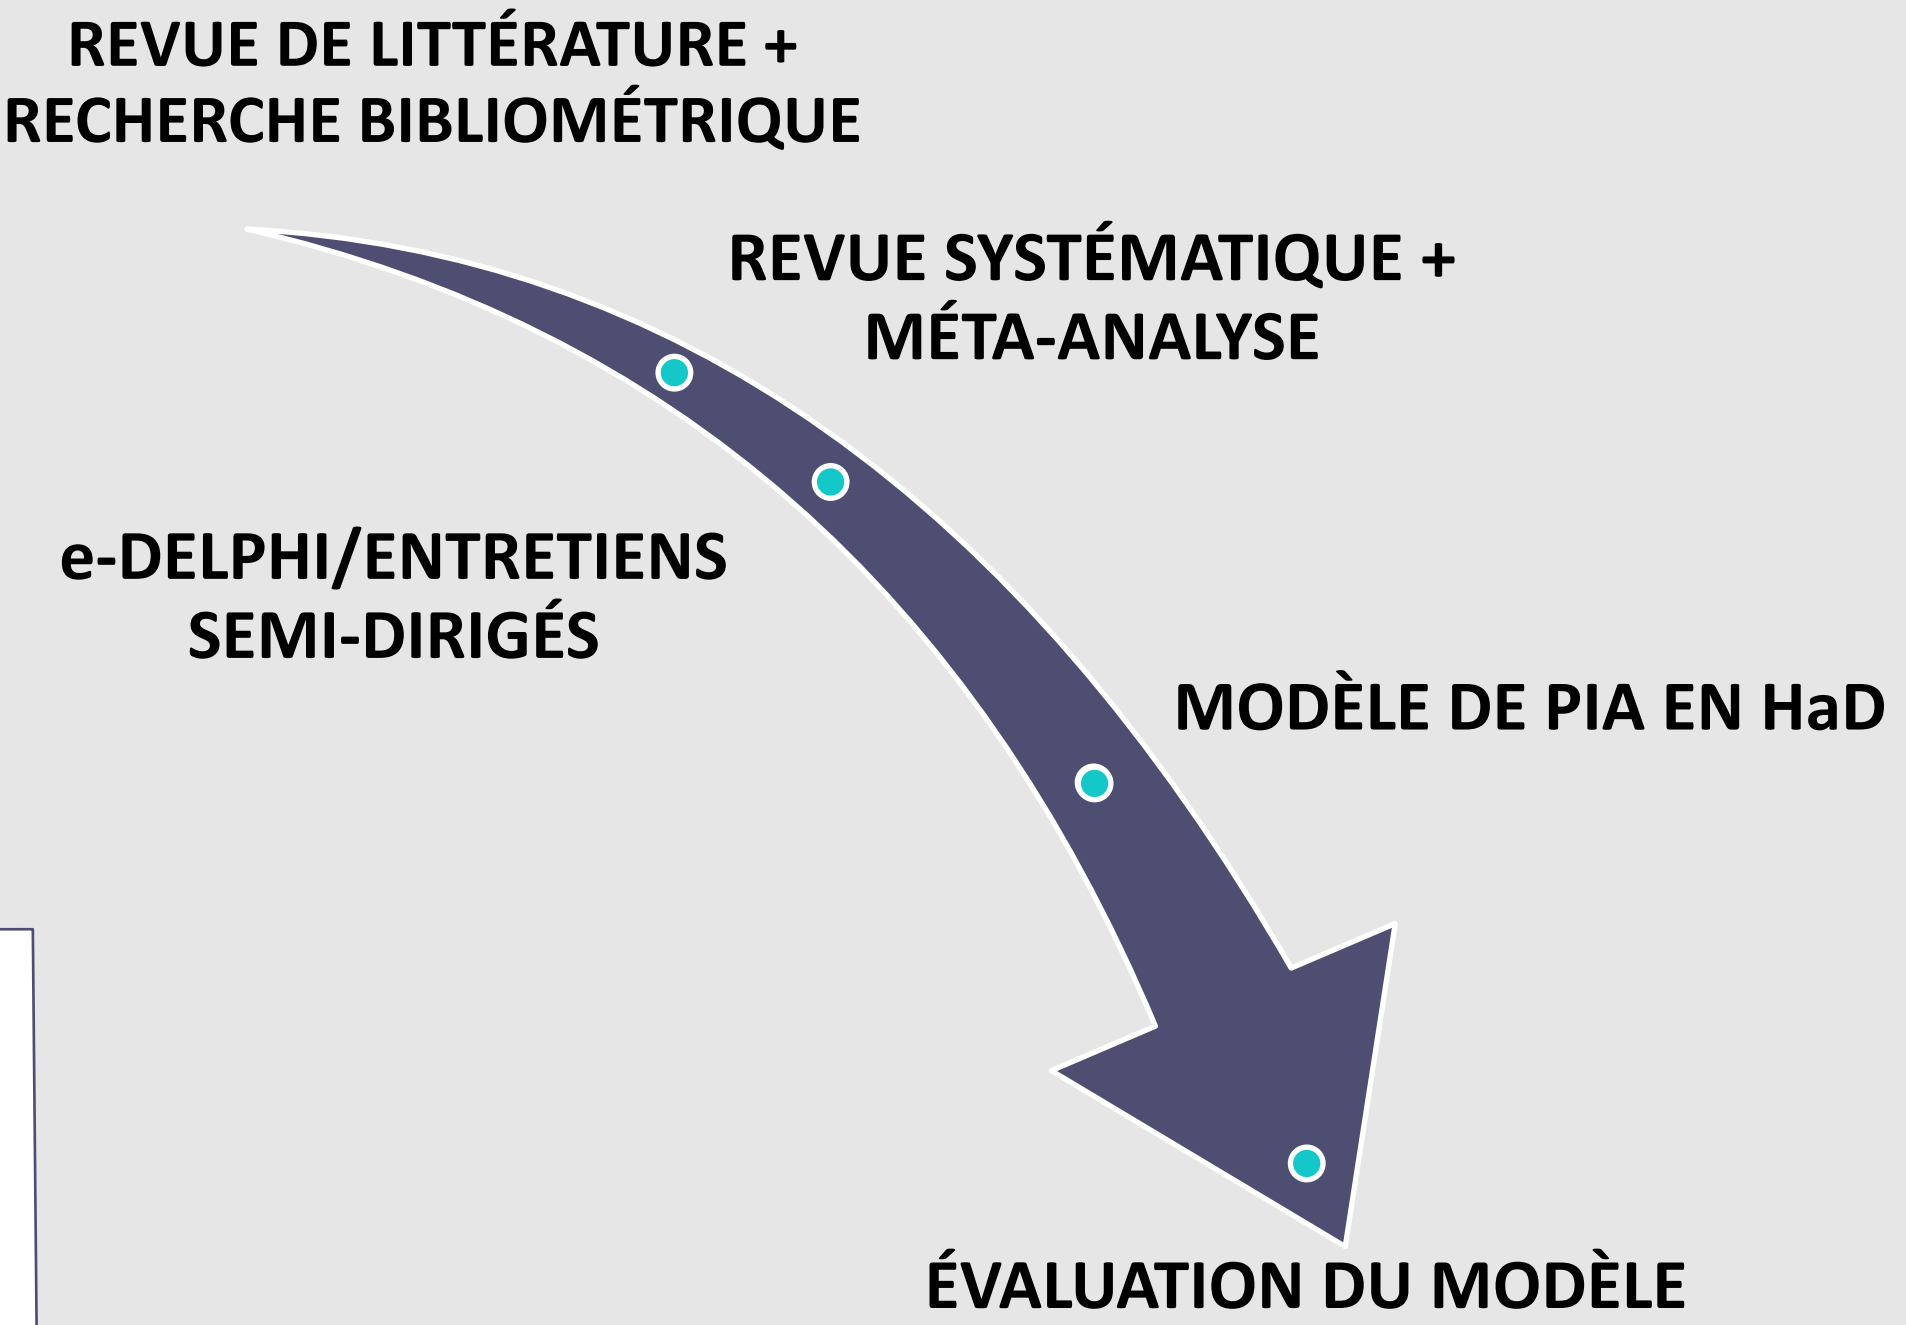 REVUE DE LITTÉRATURE +
RECHERCHE BIBLIOMÉTRIQUE
REVUE SYSTÉMATIQUE +
MÉTA-ANALYSE
e-DELPHI/ENTRETIENS
SEMI-DIRIGÉS
MODÈLE DE PIA EN HaD
ÉVALUATION DU MODÈLE